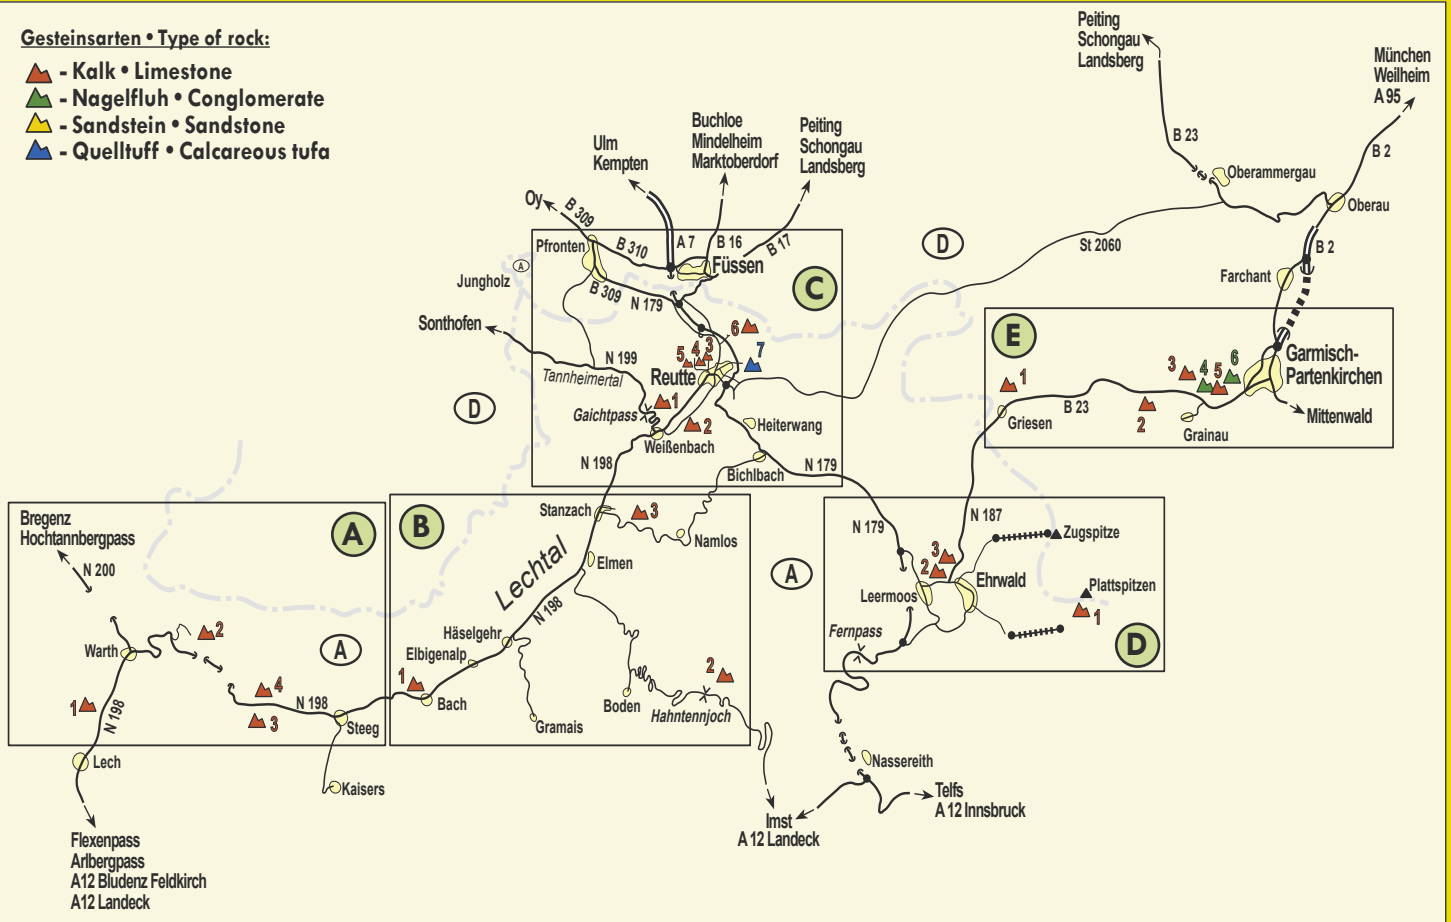 Gesteinsarten • Type of rock:
- Kalk • Limestone
- Nagelfluh • Conglomerate
- Sandstein • Sandstone
- Quelltuff • Calcareous tufa
Peiting
Schongau
Landsberg
München
Weilheim
A 95
B 23
B 2
Oberammergau
Oberau
Ulm
Kempten
Buchloe
Mindelheim
Marktoberdorf
Peiting
Schongau
Landsberg
Oy
B 309
Pfronten
B 310
A 7
B 16
B 17
Füssen
D
St 2060
B 2
Farchant
Jungholz
A
B 309
N 179
C
Sonthofen
N 199
Tannheimertal
Gaichtpass
Reutte
5
4
3
6
7
1
2
Weißenbach
Heiterwang
Bichlbach
N 179
N 198
D
E
1
Griesen
B 23
2
3
4
5
6
Grainau
Garmisch-
Partenkirchen
Mittenwald
Bregenz
Hochtannbergpass
N 200
A
Warth
2
1
N 198
4
3
N 198
A
Steeg
Lech
Kaisers
Flexenpass
Arlbergpass
A12 Bludenz Feldkirch
A12 Landeck
B
Stanzach
3
Namlos
Elmen
Lechtal
N 198
Häselgehr
Elbigenalp
1
Bach
Gramais
Boden
2
Hahntennjoch
A
Imst
A 12 Landeck
N 179
N 187
Zugspitze
3
2
Ehrwald
Leermoos
Plattspitzen
1
Fernpass
D
Nassereith
Telfs
A 12 Innsbruck